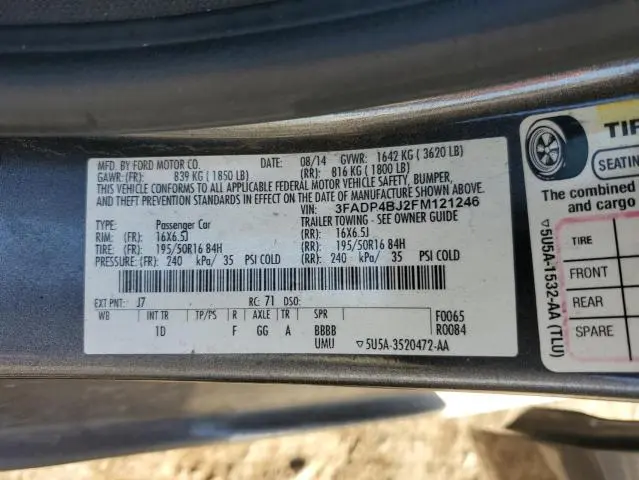 MFD. BY FORD MOTOR CO. DATE: 08/14 GVWR: 1642 KG ( 3620 LB)
GAWR: (FR): 839 KG ( 1850 LB) (RR): 816 KG ( 1800 LB)
THIS VEHICLE CONFORMS TO ALL APPLICABLE FEDERAL MOTOR VEHICLE SAFETY, BUMPER,
AND THEFT PREVENTION STANDARDS IN EFFECT ON THE DATE OF MANUFACTURE SHOWN ABOVE.
VIN: 3FADP4BJ2FM121246
TYPE: Passenger Car TRAILER TOWING - SEE OWNER GUIDE
RIM: (FR): 16X6.5J (RR): 16X6.5J
TIRE: (FR): 195/50R16 84H (RR): 195/50R16 84H
PRESSURE: (FR): 240 kPa/ 35 PSI COLD (RR): 240 kPa/ 35 PSI COLD
EXT PNT: J7 RC: 71 DSO:
WB INT TR TP/PS R AXLE TR SPR F0065
1D F GG A BBBB R0084
UMU ▽5U5A-3520472-AA
TIR
SEATIN
The combined
and cargo
TIRE
FRONT
REAR
SPARE
▽5U5A-1532-AA (TLU)